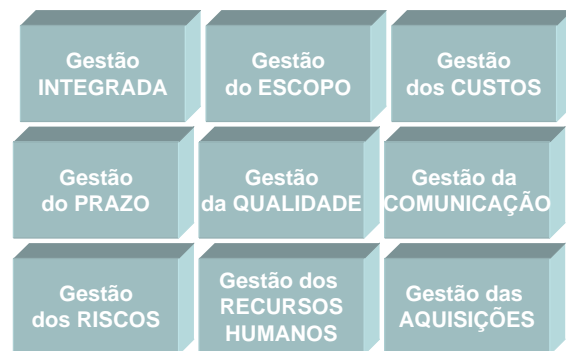 Gestão
INTEGRADA
Gestão
do ESCOPO
Gestão
dos CUSTOS
Gestão
do PRAZO
Gestão
da QUALIDADE
Gestão da
COMUNICAÇÃO
Gestão
dos RISCOS
Gestão dos
RECURSOS
HUMANOS
Gestão das
AQUISIÇÕES